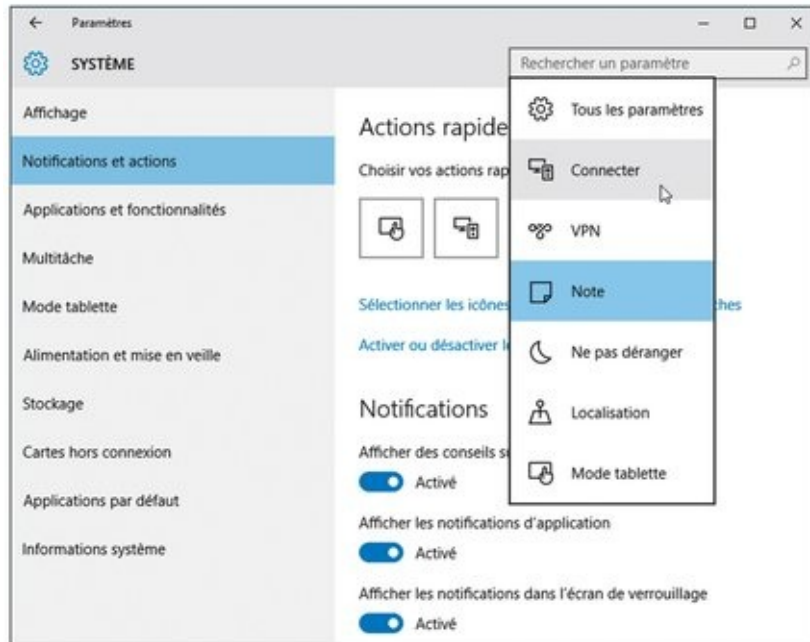 Paramètres
SYSTÈME
Rechercher un paramètre
Affichage
Notifications et actions
Applications et fonctionnalités
Multitâche
Mode tablette
Alimentation et mise en veille
Stockage
Cartes hors connexion
Applications par défaut
Informations système
Actions rapide
Choisir vos actions rap
Sélectionner les icônes
ches
Activer ou désactiver l
Notifications
Afficher des conseils s
Activé
Afficher les notifications d'application
Activé
Afficher les notifications dans l'écran de verrouillage
Activé
Tous les paramètres
Connecter
VPN
Note
Ne pas déranger
Localisation
Mode tablette